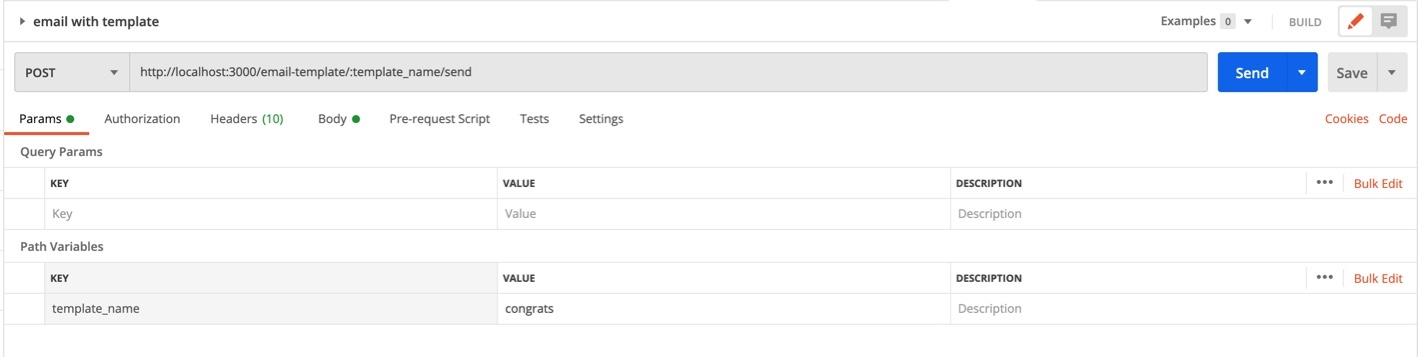 email with template Examples 0 BUILD
POST http://localhost:3000/email-template/:template_name/send Send Save
Params Authorization Headers (10) Body Pre-request Script Tests Settings Cookies Code
Query Params
KEY VALUE DESCRIPTION ••• Bulk Edit
Key Value Description
Path Variables
KEY VALUE DESCRIPTION ••• Bulk Edit
template_name congrats Description